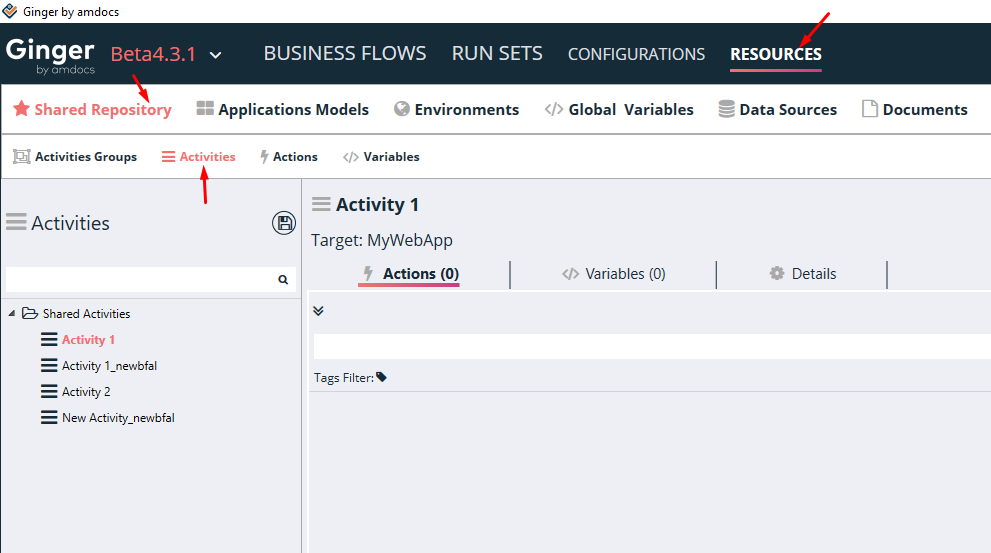 Ginger by amdocs
Ginger by amdocs Beta4.3.1 BUSINESS FLOWS RUN SETS CONFIGURATIONS RESOURCES
Shared Repository Applications Models Environments Global Variables Data Sources Documents
Activities Groups Activities Actions Variables
Activities
Shared Activities
Activity 1
Activity 1_newbfal
Activity 2
New Activity_newbfal
Activity 1
Target: MyWebApp
Actions (0) Variables (0) Details
Tags Filter: